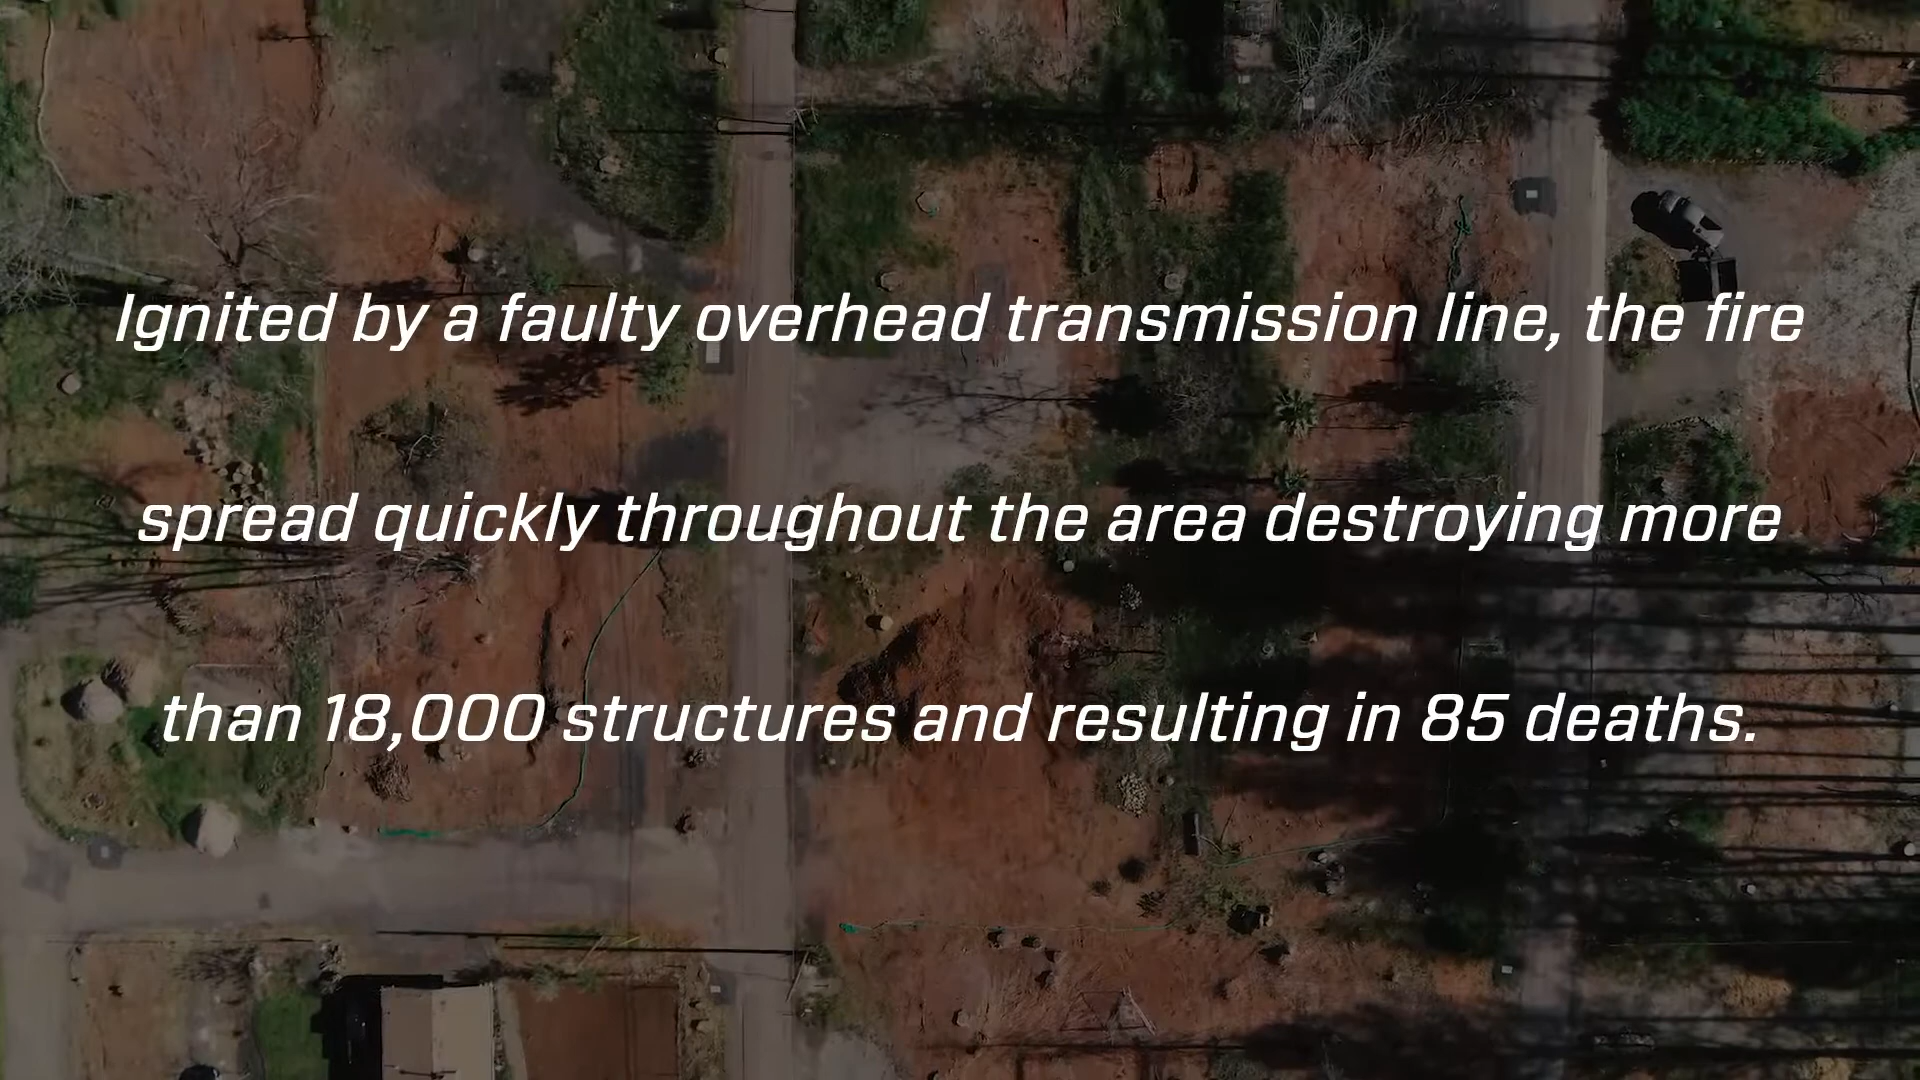 Ignited by a faulty overhead transmission line, the fire
spread quickly throughout the area destroying more
than 18,000 structures and resulting in 85 deaths.